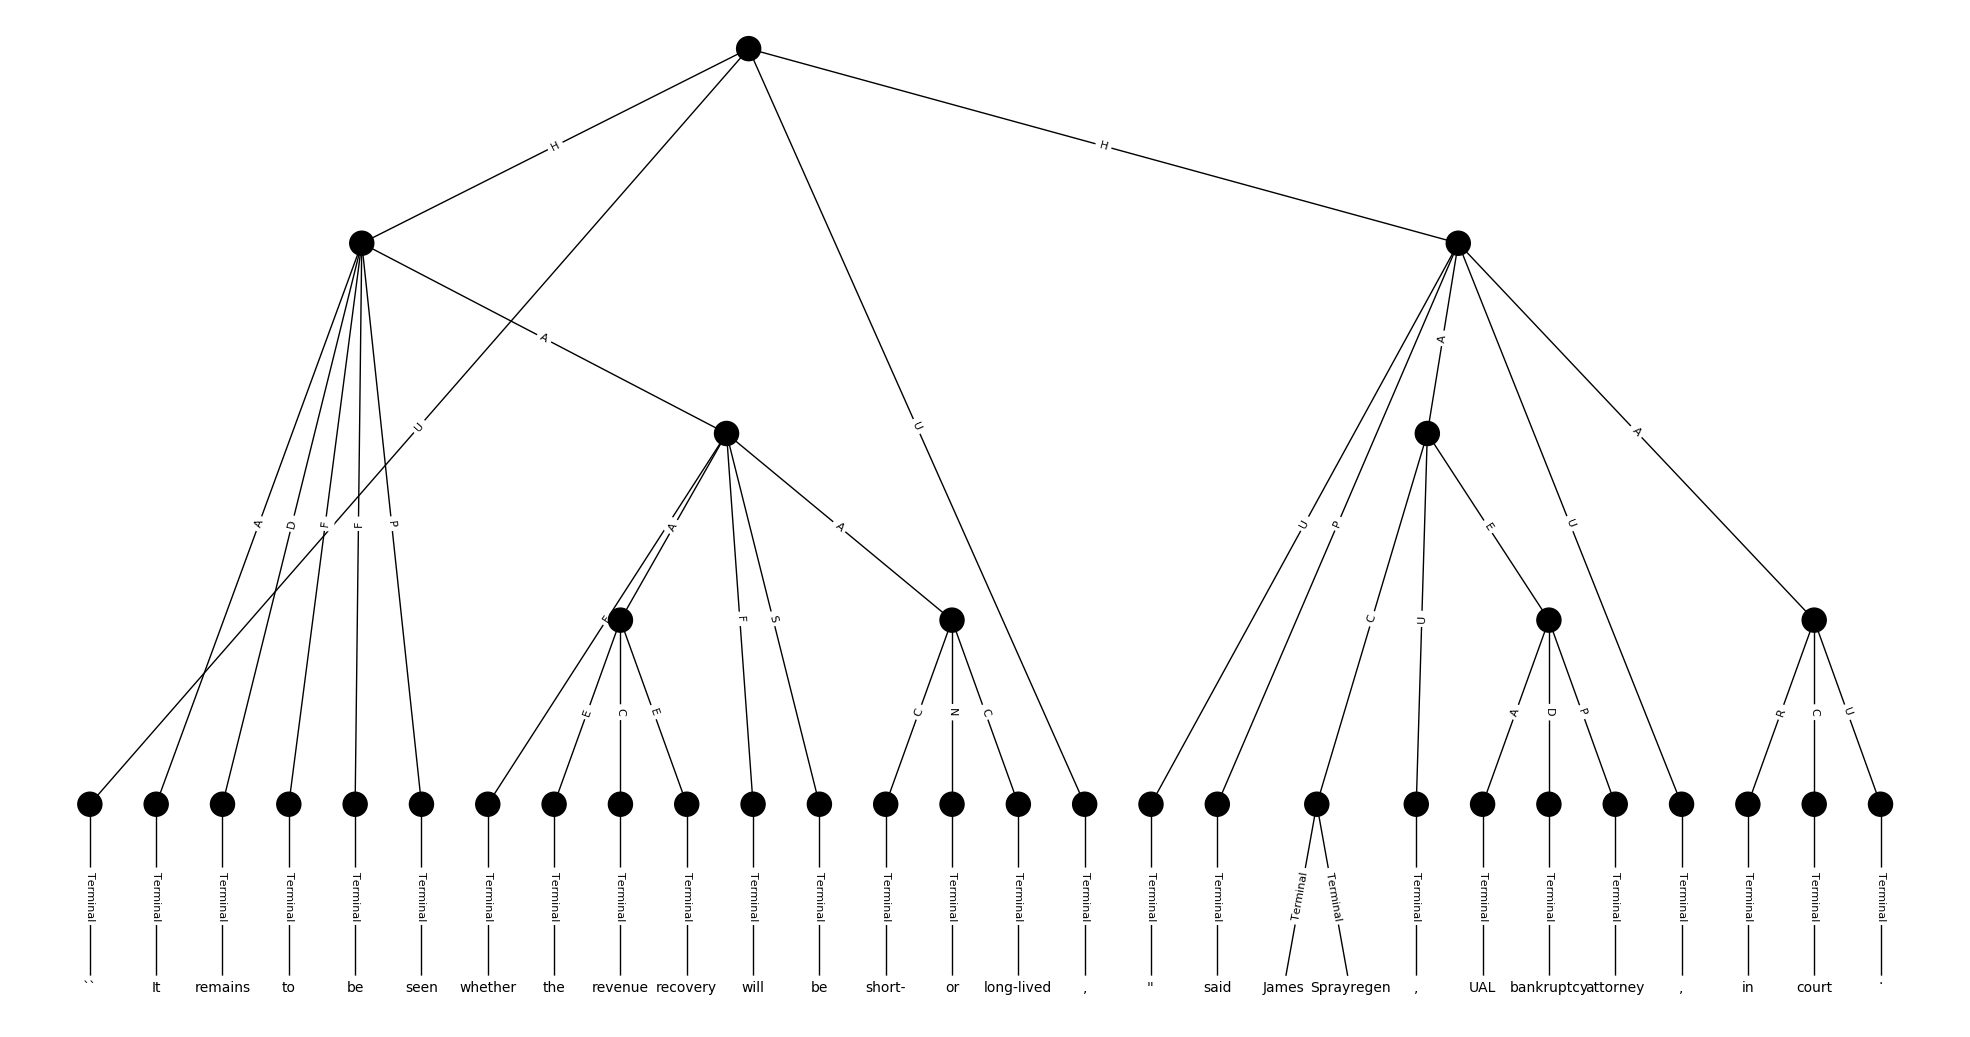 H H
A A
U U A
A D F F P A A U P E U
E F S C U
E C E C N C A D P R C U
Terminal Terminal Terminal Terminal Terminal Terminal Terminal Terminal Terminal Terminal Terminal Terminal Terminal Terminal Terminal Terminal Terminal Terminal Terminal Terminal Terminal Terminal Terminal Terminal Terminal Terminal Terminal Terminal
`` It remains to be seen whether the revenue recovery will be short- or long-lived , " said James Sprayregen , UAL bankruptcy attorney , in court .